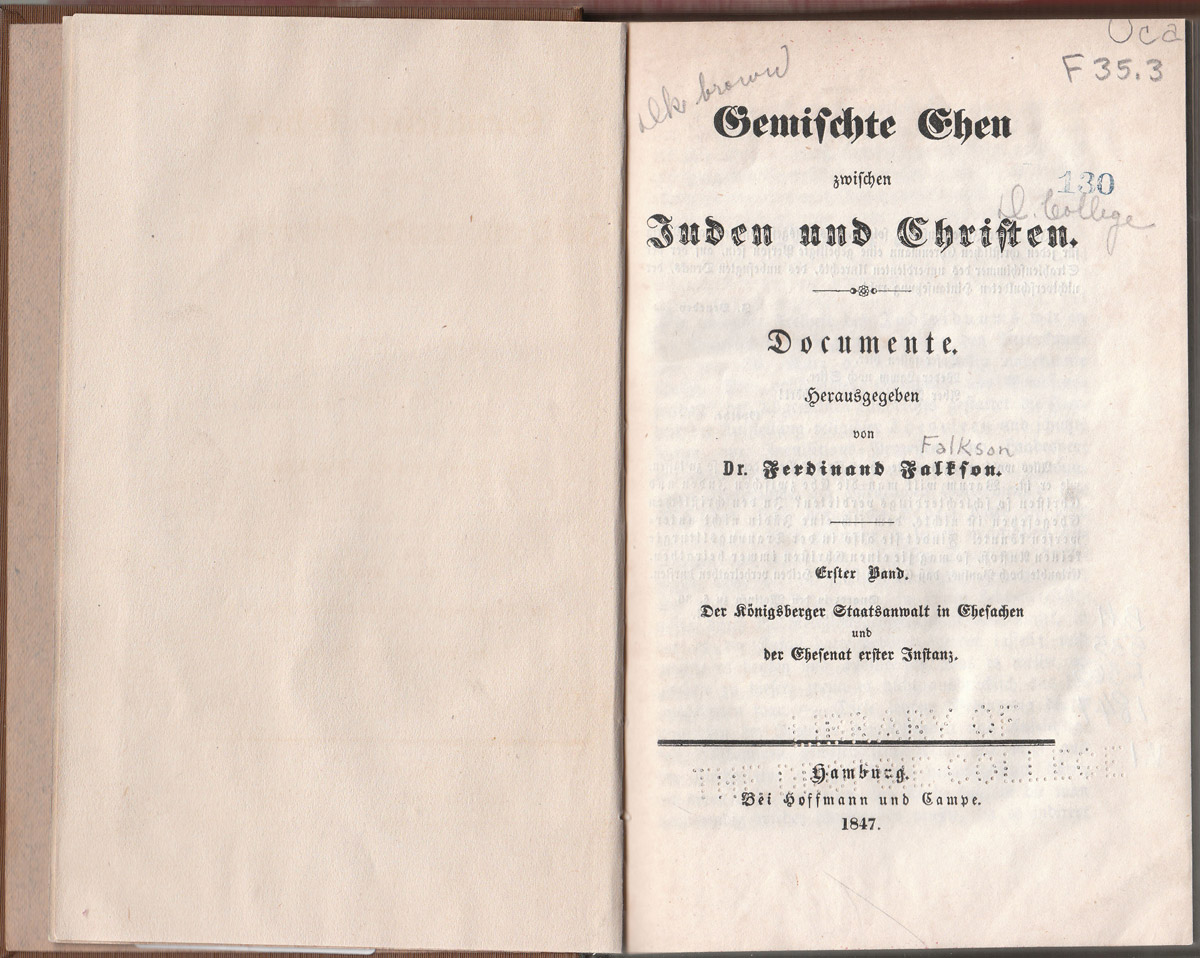 Oca
F 35.3
dk brown
Gemischte Ehen
zwischen
130
D. College
Juden und Christen.
Documente.
Herausgegeben
von
Falkson
Dr. Ferdinand Falkson.
Erster Band.
Der Königsberger Staatsanwalt in Ehesachen
und
der Ehesenat erster Instanz.
LIBRARY OF
THE COLLEGE
Hamburg.
Bei Hoffmann und Campe.
1847.